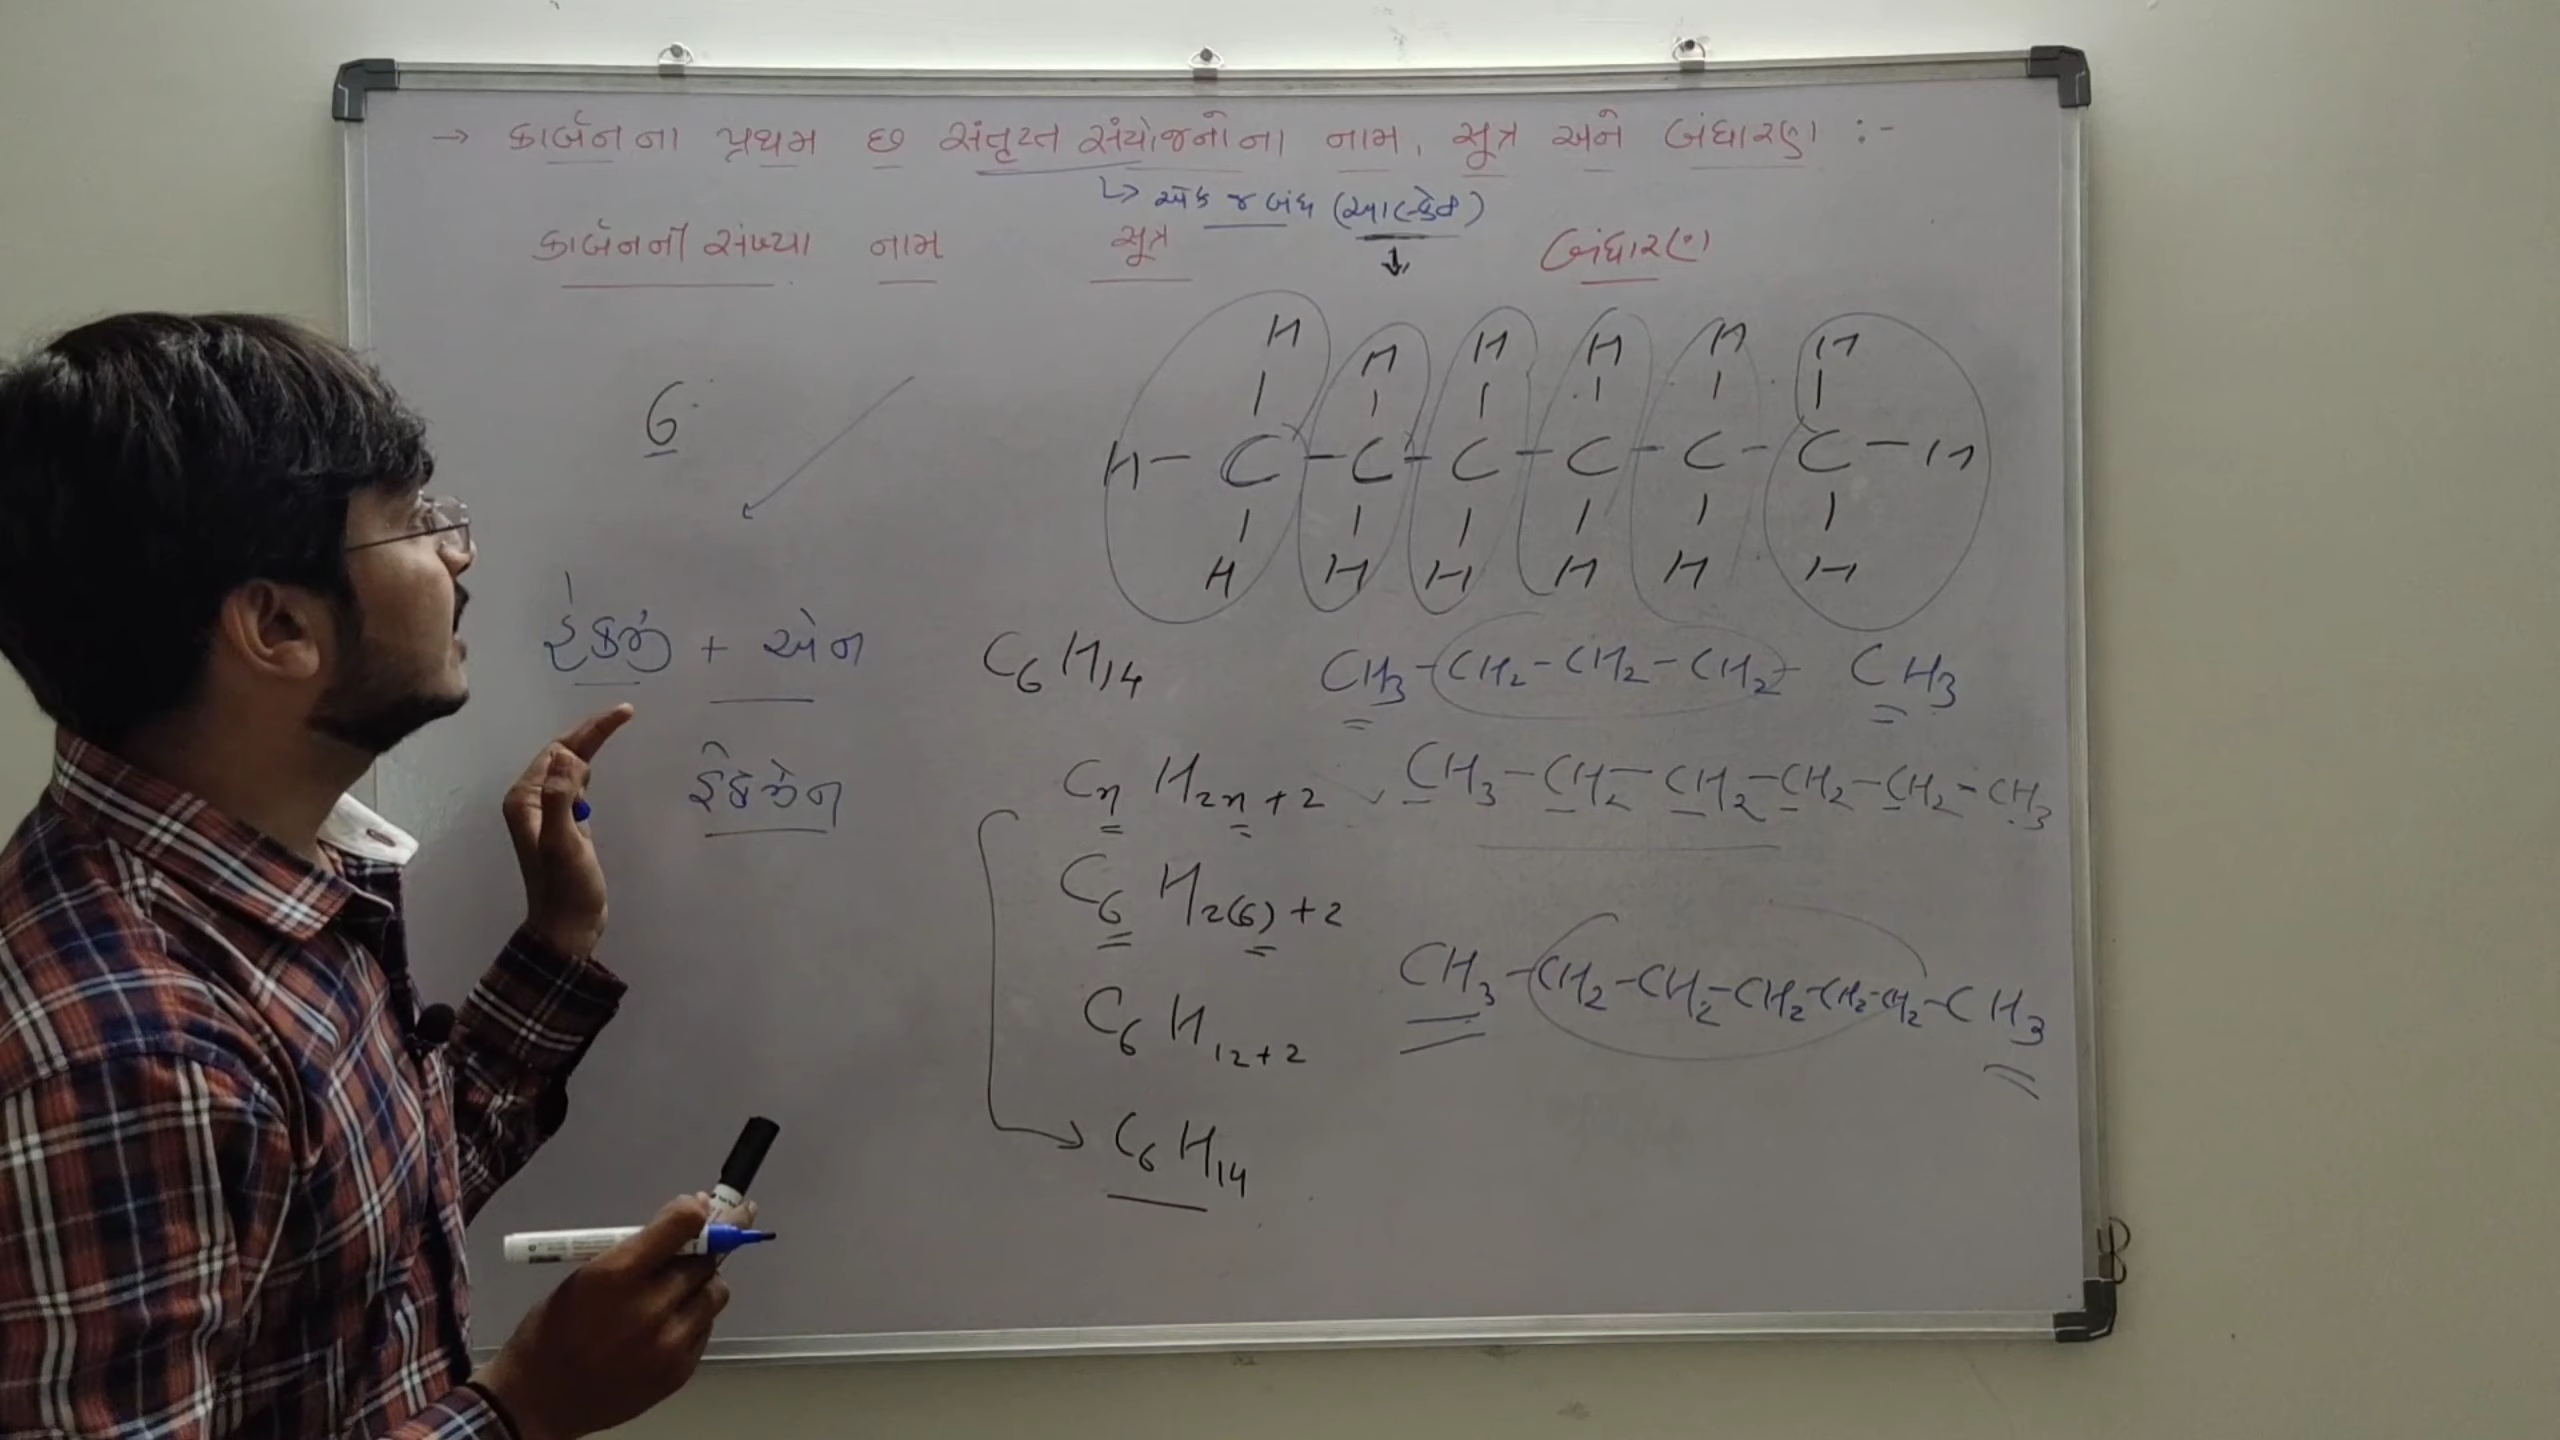 → કાર્બનના પ્રથમ છ સંતૃપ્ત સંયોજનોના નામ, સૂત્ર અને બંધારણ :-
↳ એક જ બંધ (આલ્કેન)
↓
કાર્બનની સંખ્યા નામ સૂત્ર બંધારણ
6
H H H H H H
| | | | | |
H – C – C – C – C – C – C – H
| | | | | |
H H H H H H
હેક્ઝ + એન
હેક્ઝેન
C6H14
CH3 – CH2 – CH2 – CH2 – CH3
CnH2n+2
CH3 – CH2 – CH2 – CH2 – CH2 – CH3
C6H2(6)+2
CH3 – CH2 – CH2 – CH2 – CH2 – CH2 – CH3
C6H12+2
C6H14